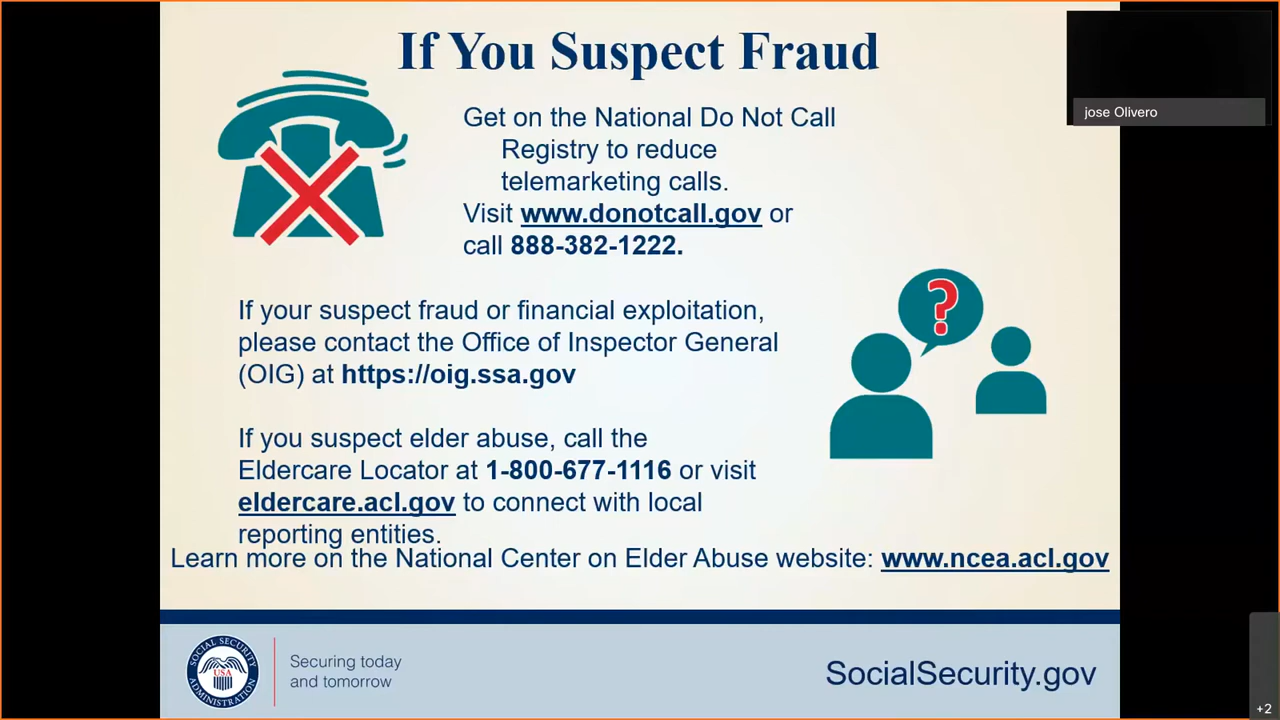 If You Suspect Fraud
jose Olivero
Get on the National Do Not Call
Registry to reduce
telemarketing calls.
Visit www.donotcall.gov or
call 888-382-1222.
?
If your suspect fraud or financial exploitation,
please contact the Office of Inspector General
(OIG) at https://oig.ssa.gov
If you suspect elder abuse, call the
Eldercare Locator at 1-800-677-1116 or visit
eldercare.acl.gov to connect with local
reporting entities.
Learn more on the National Center on Elder Abuse website: www.ncea.acl.gov
SOCIAL SECURITY
USA
ADMINISTRATION
Securing today
and tomorrow
SocialSecurity.gov
+2